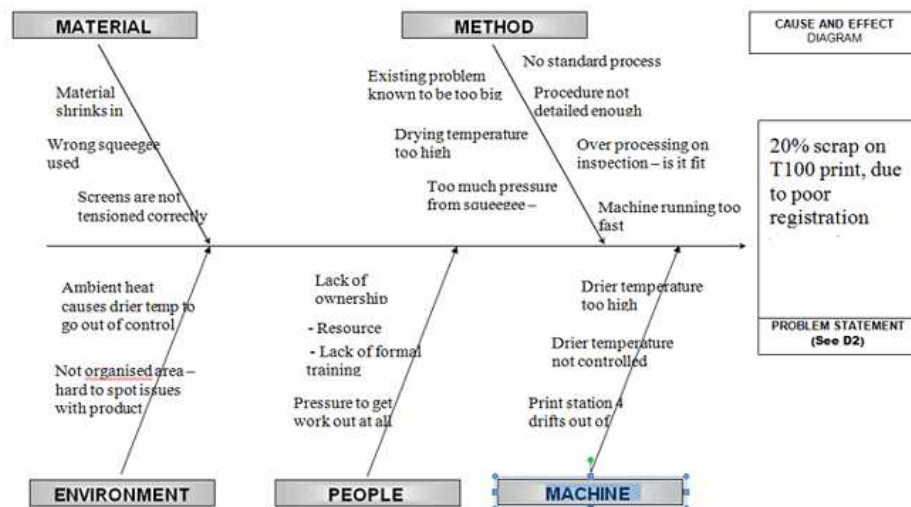 MATERIAL
METHOD
CAUSE AND EFFECT
DIAGRAM
Existing problem
known to be too big
No standard process
Procedure not
detailed enough
Material
shrinks in
Wrong squeegee
used
Drying temperature
too high
Over processing on
inspection – is it fit
Screens are not
tensioned correctly
Too much pressure
from squeegee –
Machine running too
fast
20% scrap on
T100 print, due
to poor
registration
Ambient heat
causes drier temp to
go out of control
Not organised area –
hard to spot issues
with product
Lack of
ownership
- Resource
- Lack of formal
training
Pressure to get
work out at all
Drier temperature
too high
Drier temperature
not controlled
Print station 4
drifts out of
PROBLEM STATEMENT
(See D2)
ENVIRONMENT
PEOPLE
MACHINE